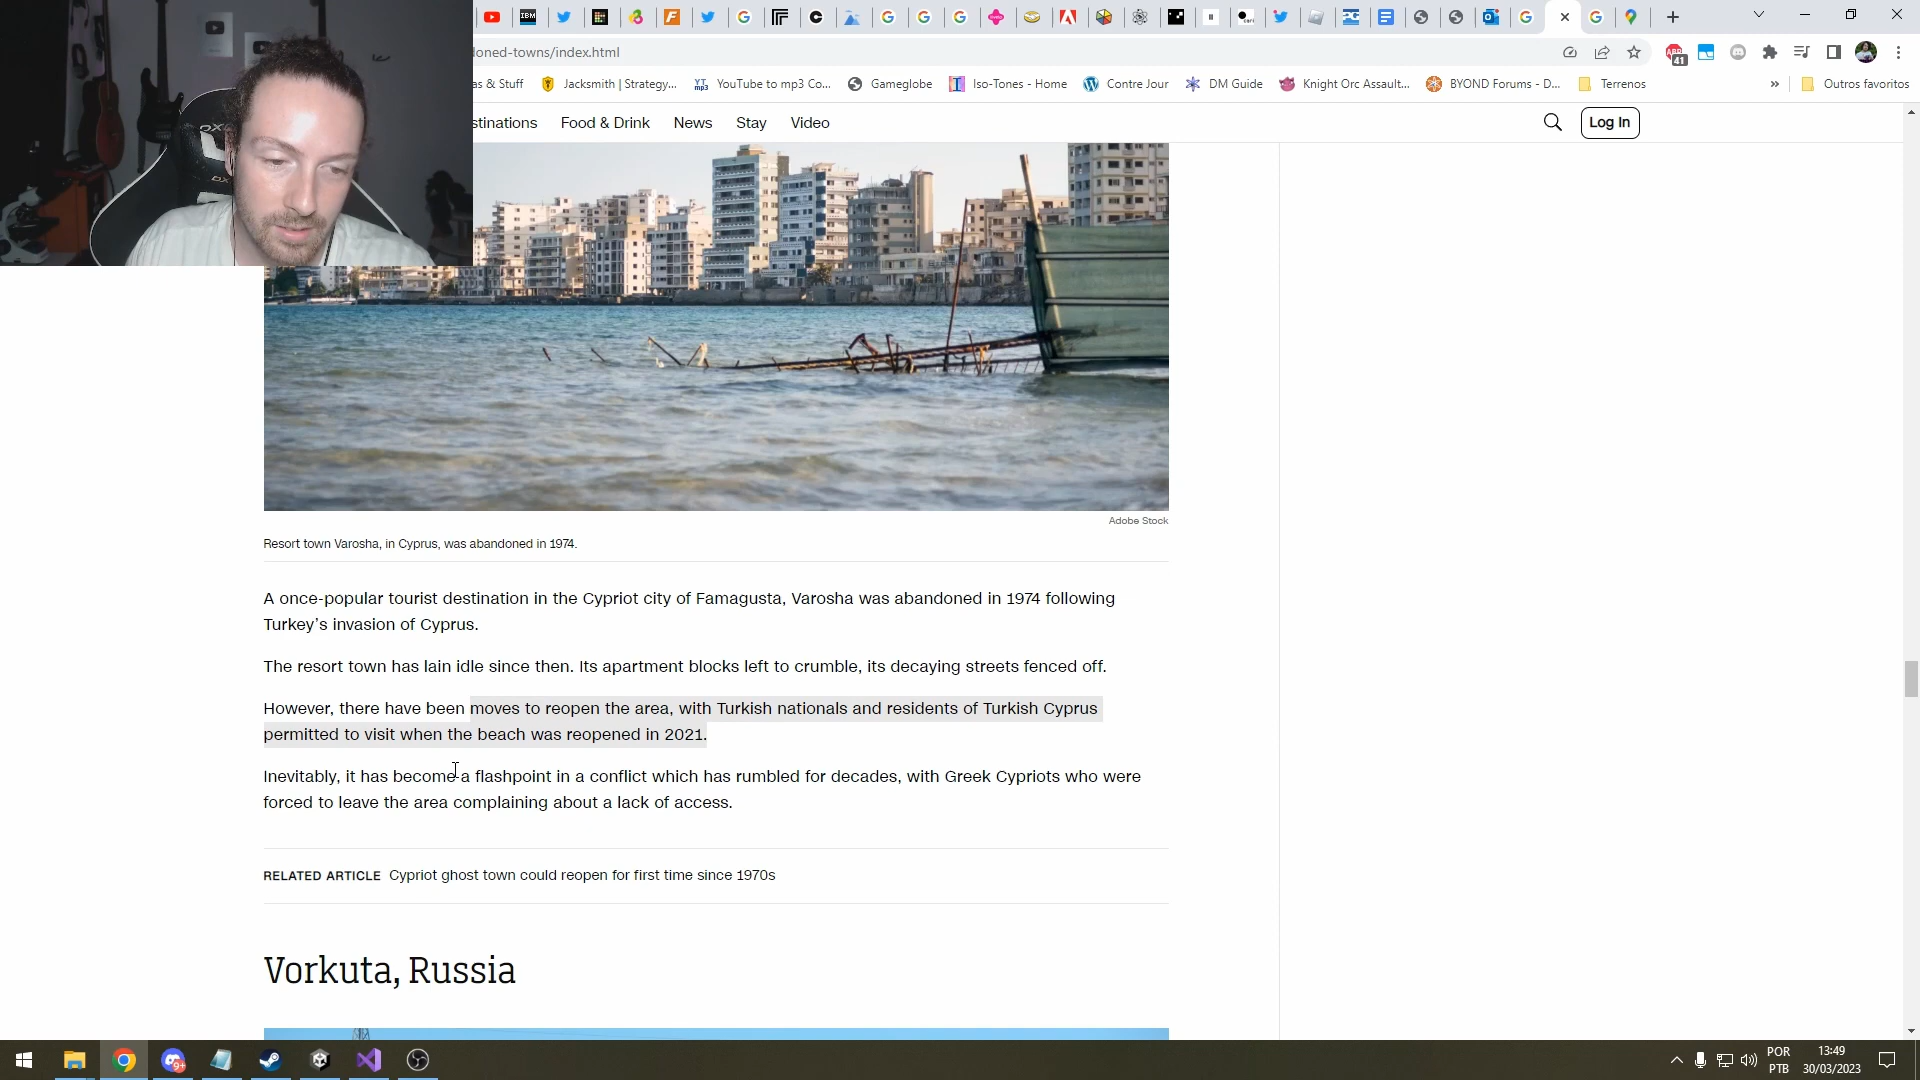 IBM
doned-towns/index.html
41
as & Stuff
Jacksmith | Strategy...
YouTube to mp3 Co...
Gameglobe
Iso-Tones - Home
Contre Jour
DM Guide
Knight Orc Assault...
BYOND Forums - D...
Terrenos
»
Outros favoritos
stinations
Food & Drink
News
Stay
Video
Log In
Adobe Stock
Resort town Varosha, in Cyprus, was abandoned in 1974.
A once-popular tourist destination in the Cypriot city of Famagusta, Varosha was abandoned in 1974 following
Turkey's invasion of Cyprus.
The resort town has lain idle since then. Its apartment blocks left to crumble, its decaying streets fenced off.
However, there have been moves to reopen the area, with Turkish nationals and residents of Turkish Cyprus
permitted to visit when the beach was reopened in 2021.
Inevitably, it has become a flashpoint in a conflict which has rumbled for decades, with Greek Cypriots who were
forced to leave the area complaining about a lack of access.
RELATED ARTICLE Cypriot ghost town could reopen for first time since 1970s
Vorkuta, Russia
9+
POR
PTB
13:49
30/03/2023